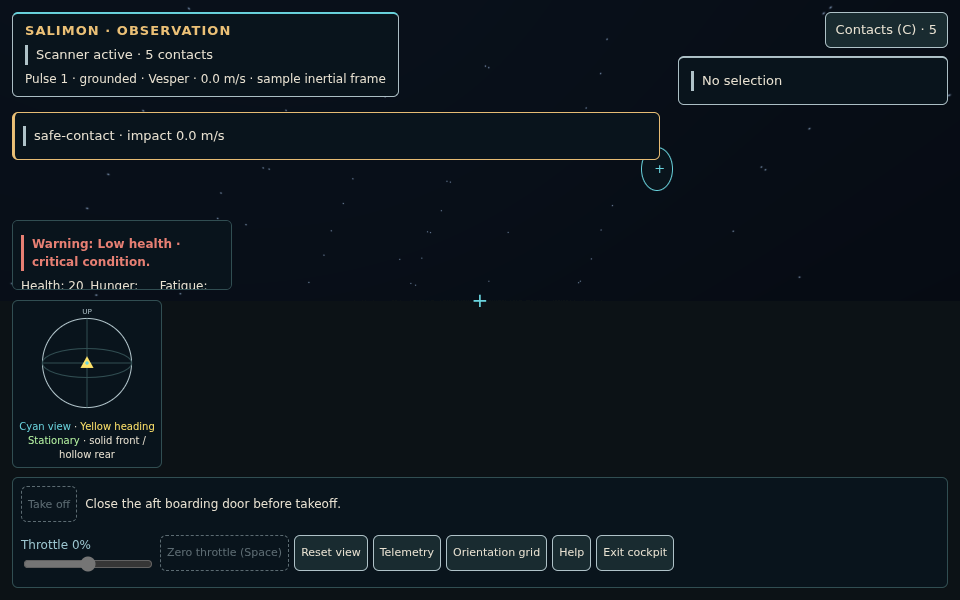 SALIMON · OBSERVATION
Scanner active · 5 contacts
Pulse 1 · grounded · Vesper · 0.0 m/s · sample inertial frame
Contacts (C) · 5
No selection
safe-contact · impact 0.0 m/s
+
Warning: Low health ·
critical condition.
Health: 20 Hunger: Fatigue:
+
UP
Cyan view · Yellow heading
Stationary · solid front /
hollow rear
Take off Close the aft boarding door before takeoff.
Throttle 0%
Zero throttle (Space) Reset view Telemetry Orientation grid Help Exit cockpit